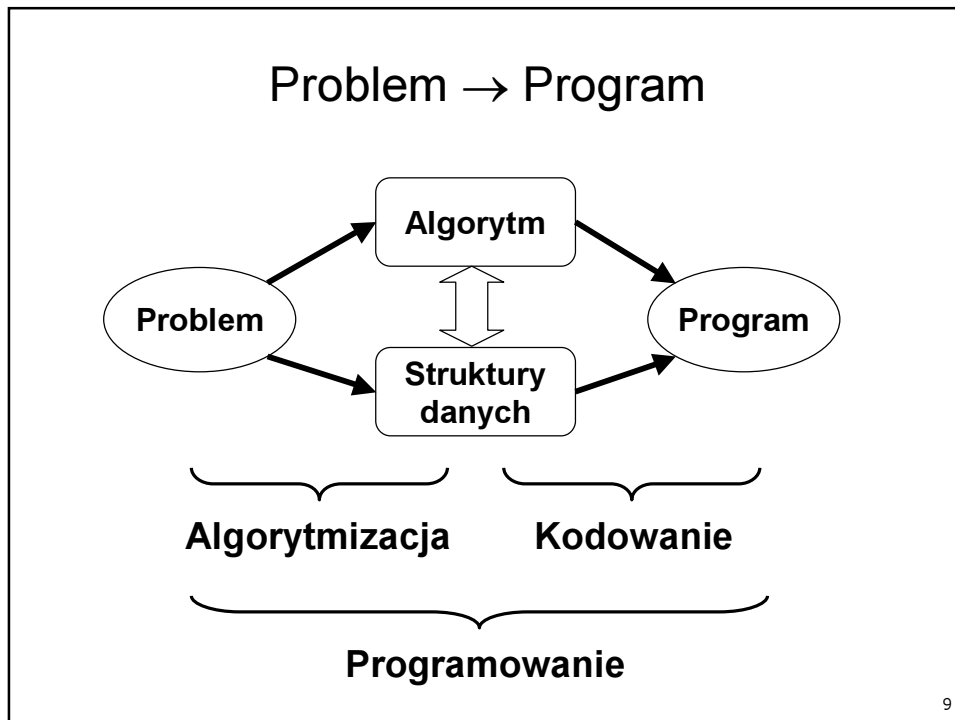 Problem → Program
Algorytm
Problem
Program
Struktury
danych
Algorytmizacja
Kodowanie
Programowanie
9